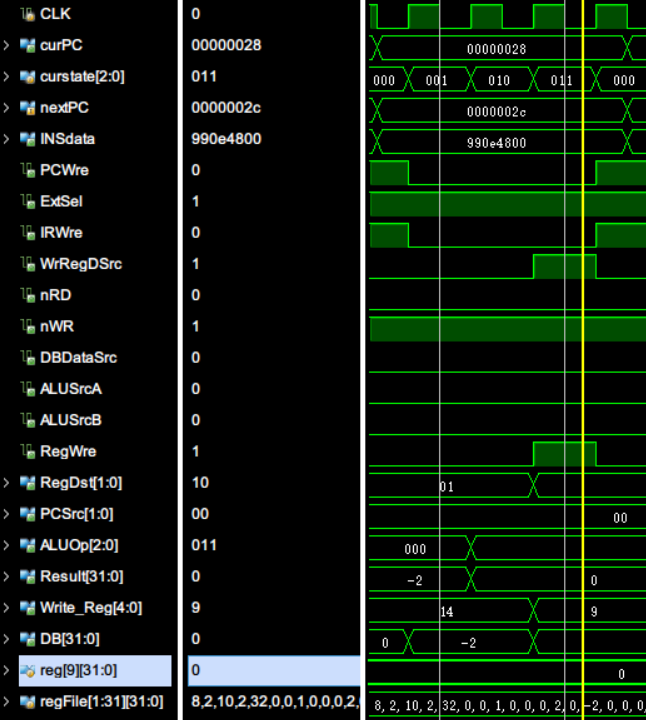 CLK 0
curPC 00000028 00000028
curstate[2:0] 011 000 001 010 011 000
nextPC 0000002c 0000002c
INSdata 990e4800 990e4800
PCWre 0
ExtSel 1
IRWre 0
WrRegDSrc 1
nRD 0
nWR 1
DBDataSrc 0
ALUSrcA 0
ALUSrcB 0
RegWre 1
RegDst[1:0] 10 01
PCSrc[1:0] 00 00
ALUOp[2:0] 011 000
Result[31:0] 0 -2 0
Write_Reg[4:0] 9 14 9
DB[31:0] 0 0 -2
reg[9][31:0] 0 0
regFile[1:31][31:0] 8,2,10,2,32,0,0,1,0,0,0,2, 8, 2, 10, 2, 32, 0, 0, 1, 0, 0, 0, 2, 0, -2, 0, 0, 0,